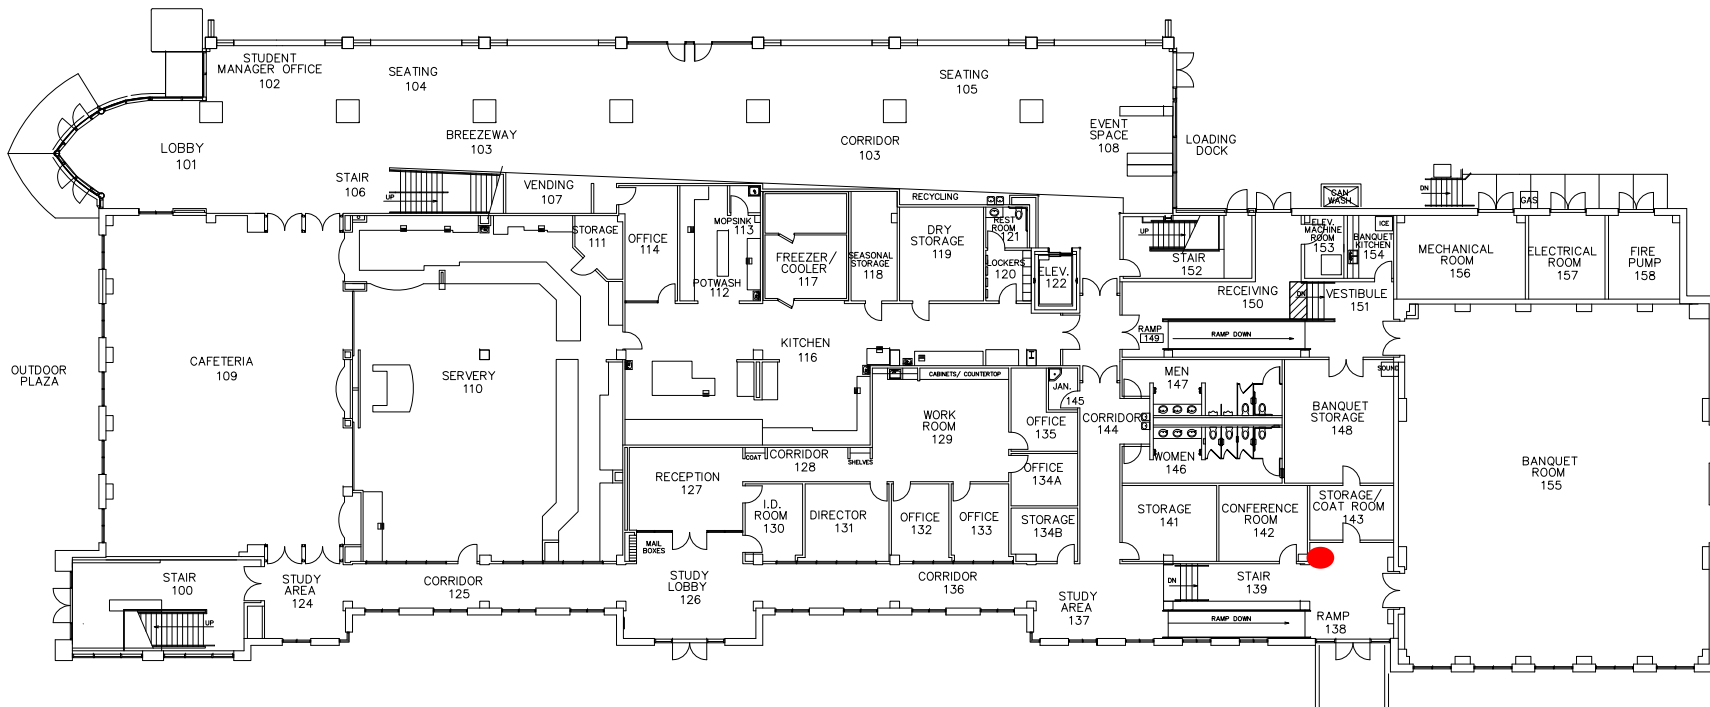 STUDENT
MANAGER OFFICE
102
SEATING
104
SEATING
105
LOBBY
101
BREEZEWAY
103
CORRIDOR
103
EVENT
SPACE
108
LOADING
DOCK
STAIR
106
UP
VENDING
107
RECYCLING
CAN
WASH
DN
GAS
STORAGE
111
OFFICE
114
MOPSINK
113
POTWASH
112
FREEZER/
COOLER
117
SEASONAL
STORAGE
118
DRY
STORAGE
119
REST
ROOM
121
LOCKERS
120
ELEV.
122
UP
STAIR
152
ELEV.
MACHINE
ROOM
153
ICE
BANQUET
KITCHEN
154
MECHANICAL
ROOM
156
ELECTRICAL
ROOM
157
FIRE
PUMP
158
RECEIVING
150
DN
VESTIBULE
151
RAMP
149
RAMP DOWN
OUTDOOR
PLAZA
CAFETERIA
109
SERVERY
110
KITCHEN
116
CABINETS/ COUNTERTOP
JAN.
145
MEN
147
SOUND
WORK
ROOM
129
OFFICE
135
CORRIDOR
144
BANQUET
STORAGE
148
WOMEN
146
COAT
CORRIDOR
128
SHELVES
OFFICE
134A
RECEPTION
127
BANQUET
ROOM
155
I.D.
ROOM
130
DIRECTOR
131
OFFICE
132
OFFICE
133
STORAGE
134B
STORAGE
141
CONFERENCE
ROOM
142
STORAGE/
COAT ROOM
143
MAIL
BOXES
STAIR
100
UP
STUDY
AREA
124
CORRIDOR
125
STUDY
LOBBY
126
CORRIDOR
136
STUDY
AREA
137
DN
STAIR
139
RAMP DOWN
RAMP
138